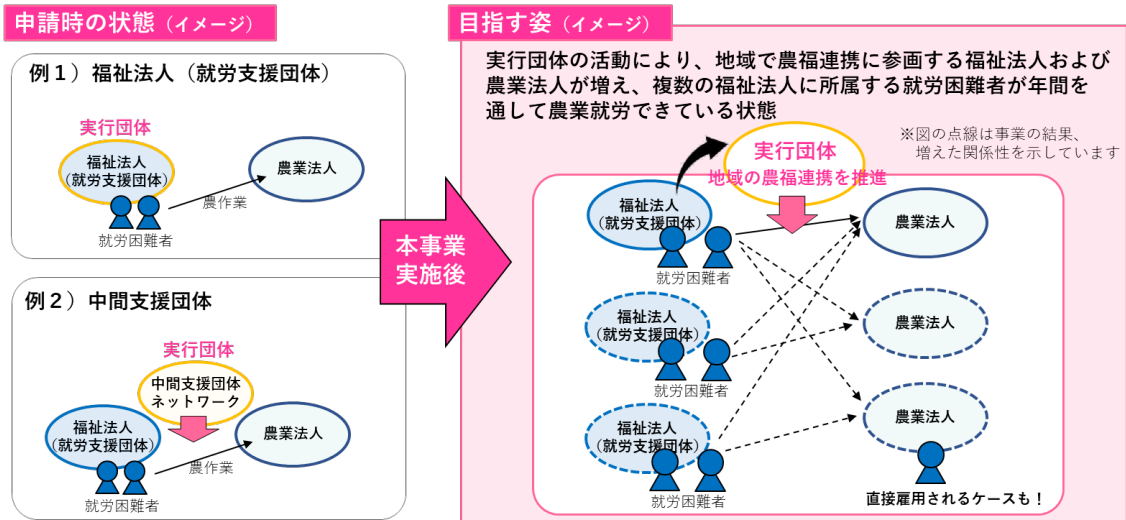 申請時の状態（イメージ）
例１）福祉法人（就労支援団体）
実行団体
福祉法人
（就労支援団体）
農業法人
農作業
就労困難者
例２）中間支援団体
実行団体
中間支援団体
ネットワーク
福祉法人
（就労支援団体）
農業法人
農作業
就労困難者
本事業
実施後
目指す姿（イメージ）
実行団体の活動により、地域で農福連携に参画する福祉法人および
農業法人が増え、複数の福祉法人に所属する就労困難者が年間を
通して農業就労できている状態
※図の点線は事業の結果、
増えた関係性を示しています
実行団体
地域の農福連携を推進
福祉法人
（就労支援団体）
就労困難者
農業法人
福祉法人
（就労支援団体）
就労困難者
農業法人
福祉法人
（就労支援団体）
就労困難者
農業法人
直接雇用されるケースも！